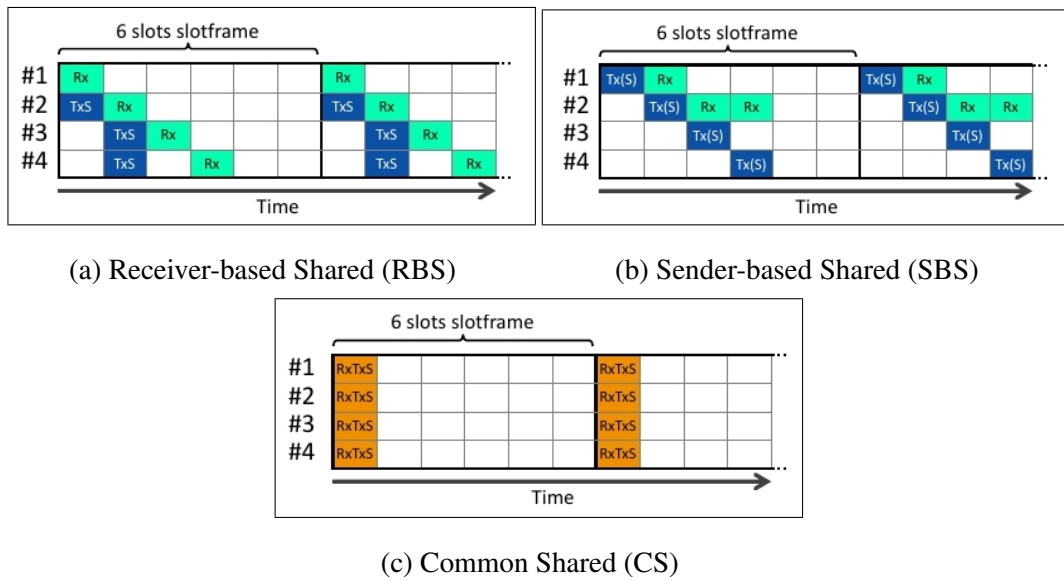 6 slots slotframe
#1 Rx Rx
#2 TxS Rx TxS Rx
#3 TxS Rx TxS Rx
#4 TxS Rx TxS Rx
Time
(a) Receiver-based Shared (RBS)
6 slots slotframe
#1 Tx(S) Rx Tx(S) Rx
#2 Tx(S) Rx Rx Tx(S) Rx Rx
#3 Tx(S) Tx(S)
#4 Tx(S) Tx(S)
Time
(b) Sender-based Shared (SBS)
6 slots slotframe
#1 RxTxS RxTxS
#2 RxTxS RxTxS
#3 RxTxS RxTxS
#4 RxTxS RxTxS
Time
(c) Common Shared (CS)